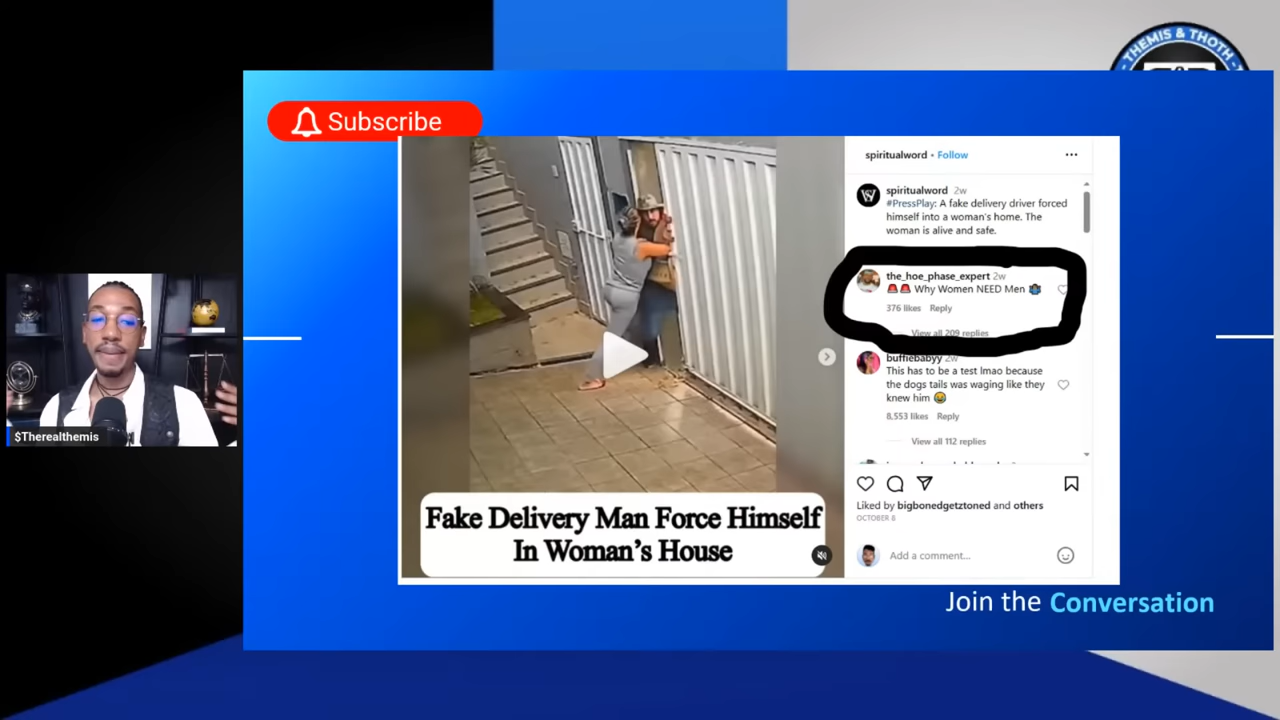 THEMIS & THOTH
Subscribe
spiritualword • Follow
spiritualword 2w
#PressPlay: A fake delivery driver forced
himself into a woman's home. The
woman is alive and safe.
the_hoe_phase_expert 2w
🚨🚨 Why Women NEED Men 🤷🏿‍♂️
376 likes Reply
View all 209 replies
buffiebabyy 2w
This has to be a test lmao because
the dogs tails was waging like they
knew him 😂
8,553 likes Reply
View all 112 replies
Liked by bigbonedgetztoned and others
OCTOBER 8
Add a comment...
Fake Delivery Man Force Himself
In Woman's House
$Therealthemis
Join the Conversation